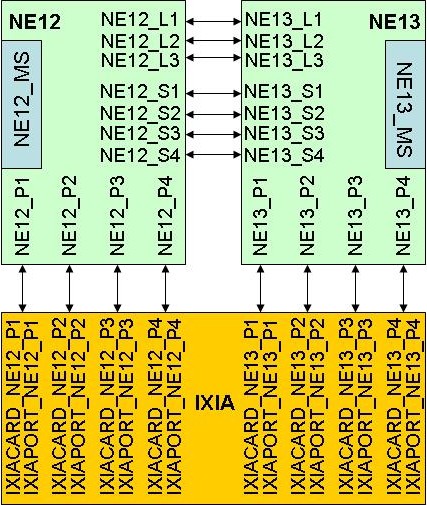 NE12
NE12_MS
NE12_L1
NE12_L2
NE12_L3
NE12_S1
NE12_S2
NE12_S3
NE12_S4
NE12_P1
NE12_P2
NE12_P3
NE12_P4
NE13
NE13_MS
NE13_L1
NE13_L2
NE13_L3
NE13_S1
NE13_S2
NE13_S3
NE13_S4
NE13_P1
NE13_P2
NE13_P3
NE13_P4
IXIACARD_NE12_P1
IXIAPORT_NE12_P1
IXIACARD_NE12_P2
IXIAPORT_NE12_P2
IXIACARD_NE12_P3
IXIAPORT_NE12_P3
IXIACARD_NE12_P4
IXIAPORT_NE12_P4
IXIA
IXIACARD_NE13_P1
IXIAPORT_NE13_P1
IXIACARD_NE13_P2
IXIAPORT_NE13_P2
IXIACARD_NE13_P3
IXIAPORT_NE13_P3
IXIACARD_NE13_P4
IXIAPORT_NE13_P4